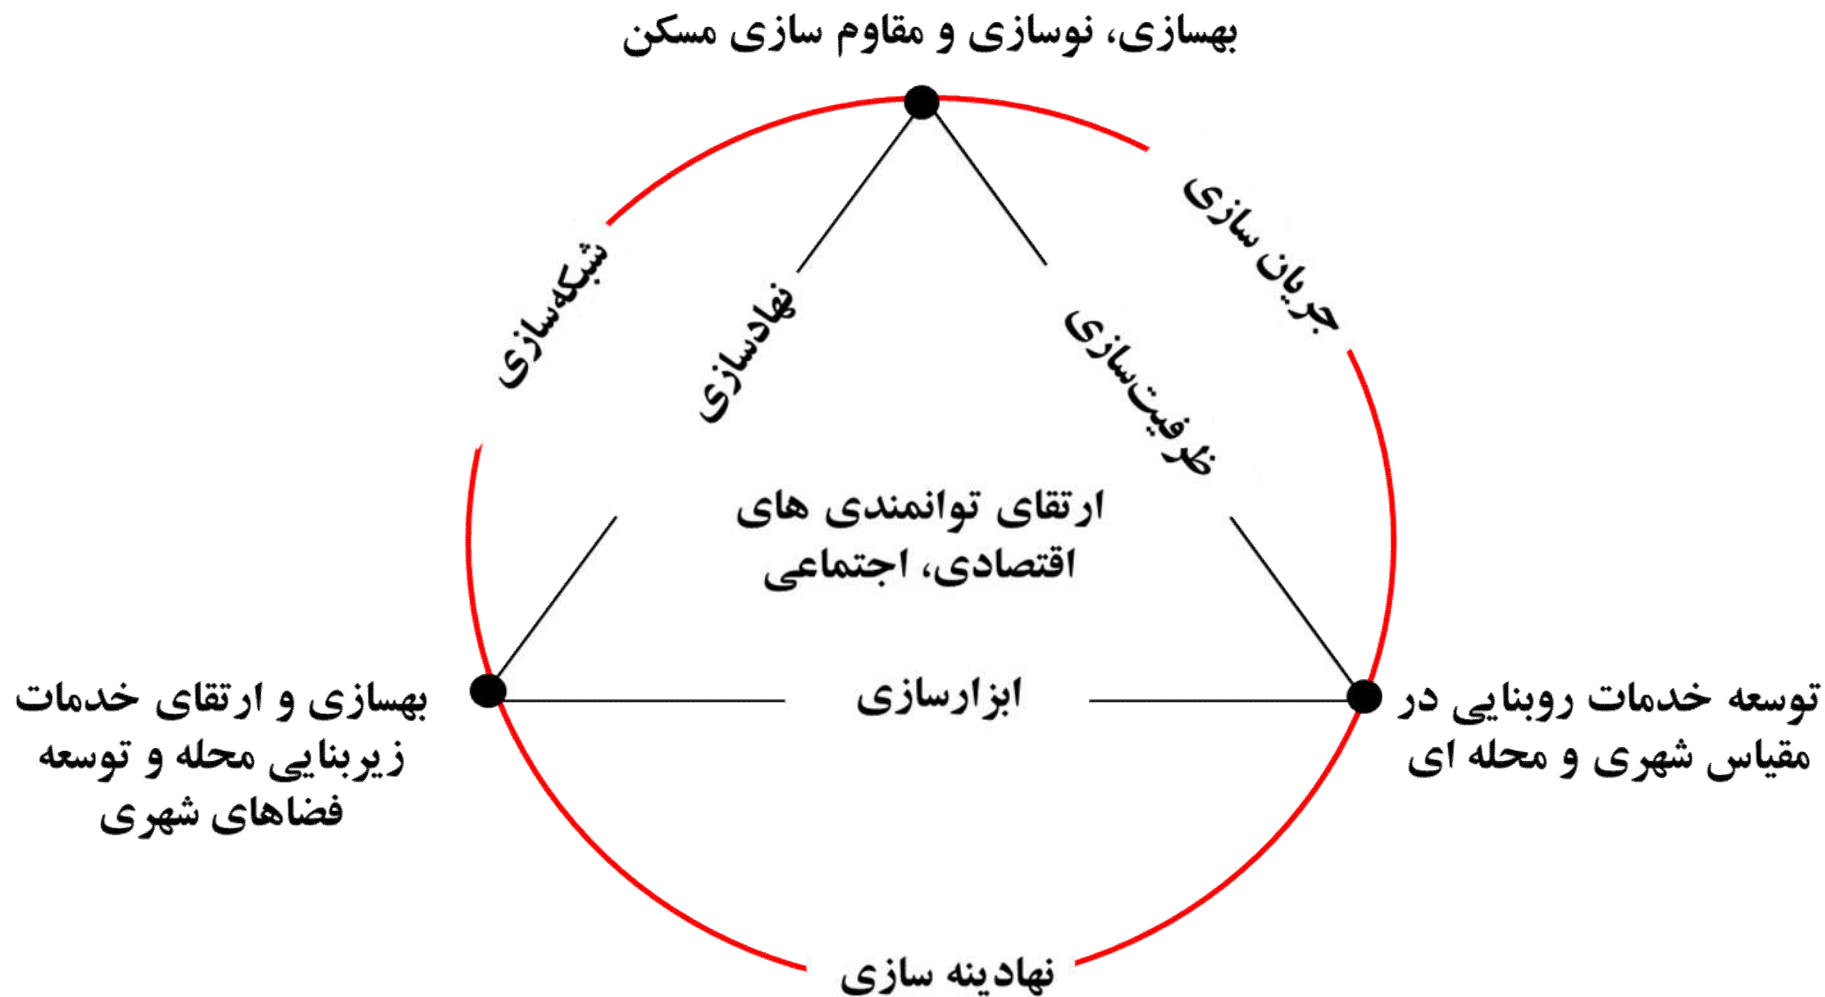 بهسازی، نوسازی و مقاوم سازی مسکن
جریان سازی
شبکه‌سازی
نهادسازی
ظرفیت‌سازی
ارتقای توانمندی های
اقتصادی، اجتماعی
ابزارسازی
توسعه خدمات روبنایی در
مقیاس شهری و محله ای
بهسازی و ارتقای خدمات
زیربنایی محله و توسعه
فضاهای شهری
نهادینه سازی